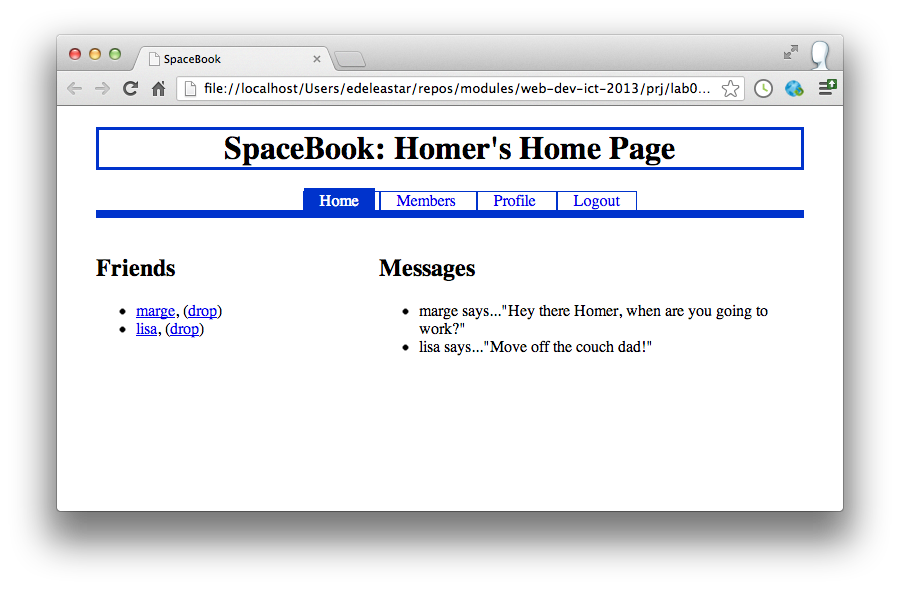 SpaceBook
file://localhost/Users/edeleastar/repos/modules/web-dev-ict-2013/prj/lab0...
SpaceBook: Homer's Home Page
Home Members Profile Logout
Friends
marge, (drop)
lisa, (drop)
Messages
marge says..."Hey there Homer, when are you going to
work?"
lisa says..."Move off the couch dad!"